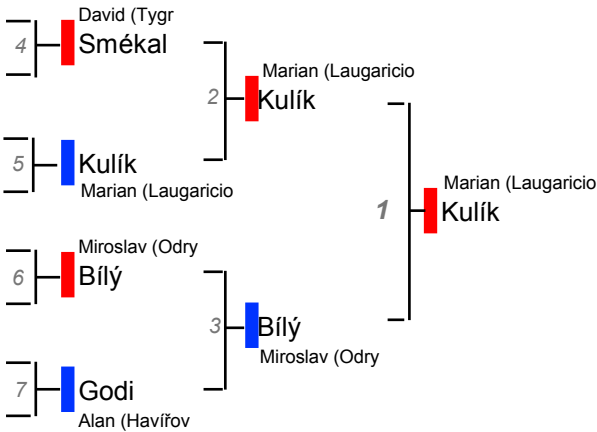 David (Tygr
4
Smékal
Marian (Laugaricio
2
Kulík
5
Kulík
Marian (Laugaricio
Marian (Laugaricio
1
Kulík
Miroslav (Odry
6
Bílý
3
Bílý
Miroslav (Odry
7
Godi
Alan (Havířov